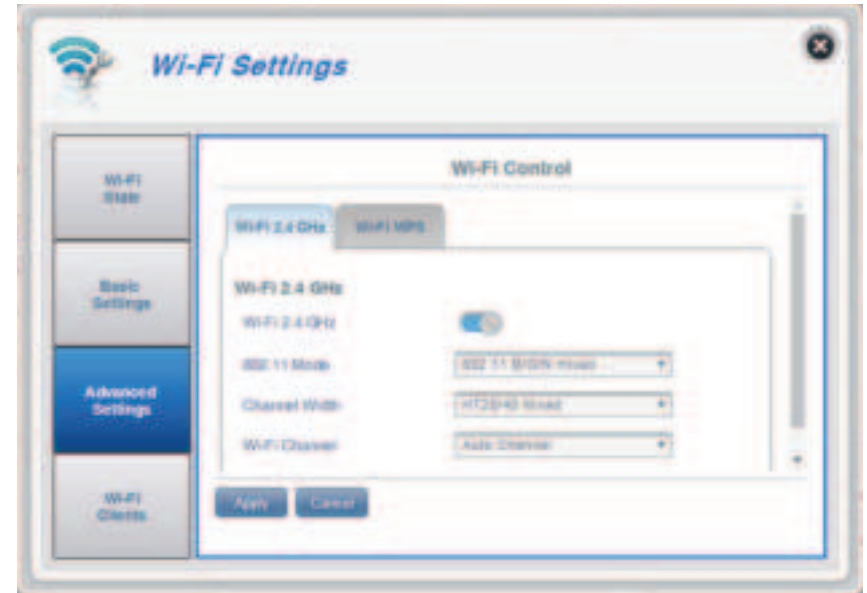 Wi-Fi Settings
Wi-Fi
State
Basic
Settings
Advanced
Settings
Wi-Fi
Clients
Wi-Fi Control
Wi-Fi 2.4 GHz
Wi-Fi WPS
Wi-Fi 2.4 GHz
Wi-Fi 2.4 GHz
802.11 Mode
802.11 B/G/N mixed
Channel Width
HT20/40 Mixed
Wi-Fi Channel
Auto Channel
Apply
Cancel